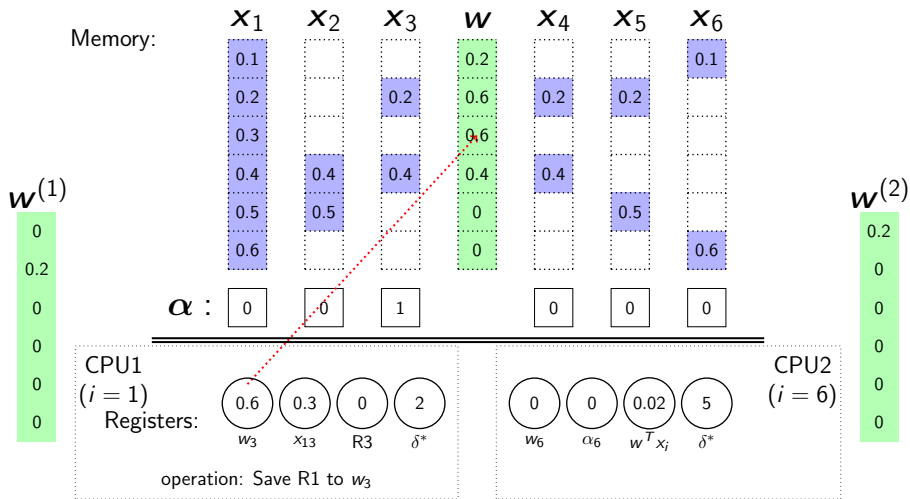 Memory: x₁ x₂ x₃ w x₄ x₅ x₆
0.1 0.2 0.1
0.2 0.2 0.6 0.2 0.2
0.3 0.6
0.4 0.4 0.4 0.4 0.4
0.5 0.5 0 0.5
0.6 0 0.6
w⁽¹⁾
0
0.2
0
0
0
0
w⁽²⁾
0.2
0
0
0
0
0
α : 0 0 1 0 0 0
CPU1
(i = 1)
Registers: 0.6 0.3 0 2
w₃ x₁₃ R3 δ*
operation: Save R1 to w₃
CPU2
(i = 6)
0 0 0.02 5
w₆ α₆ wᵀxᵢ δ*